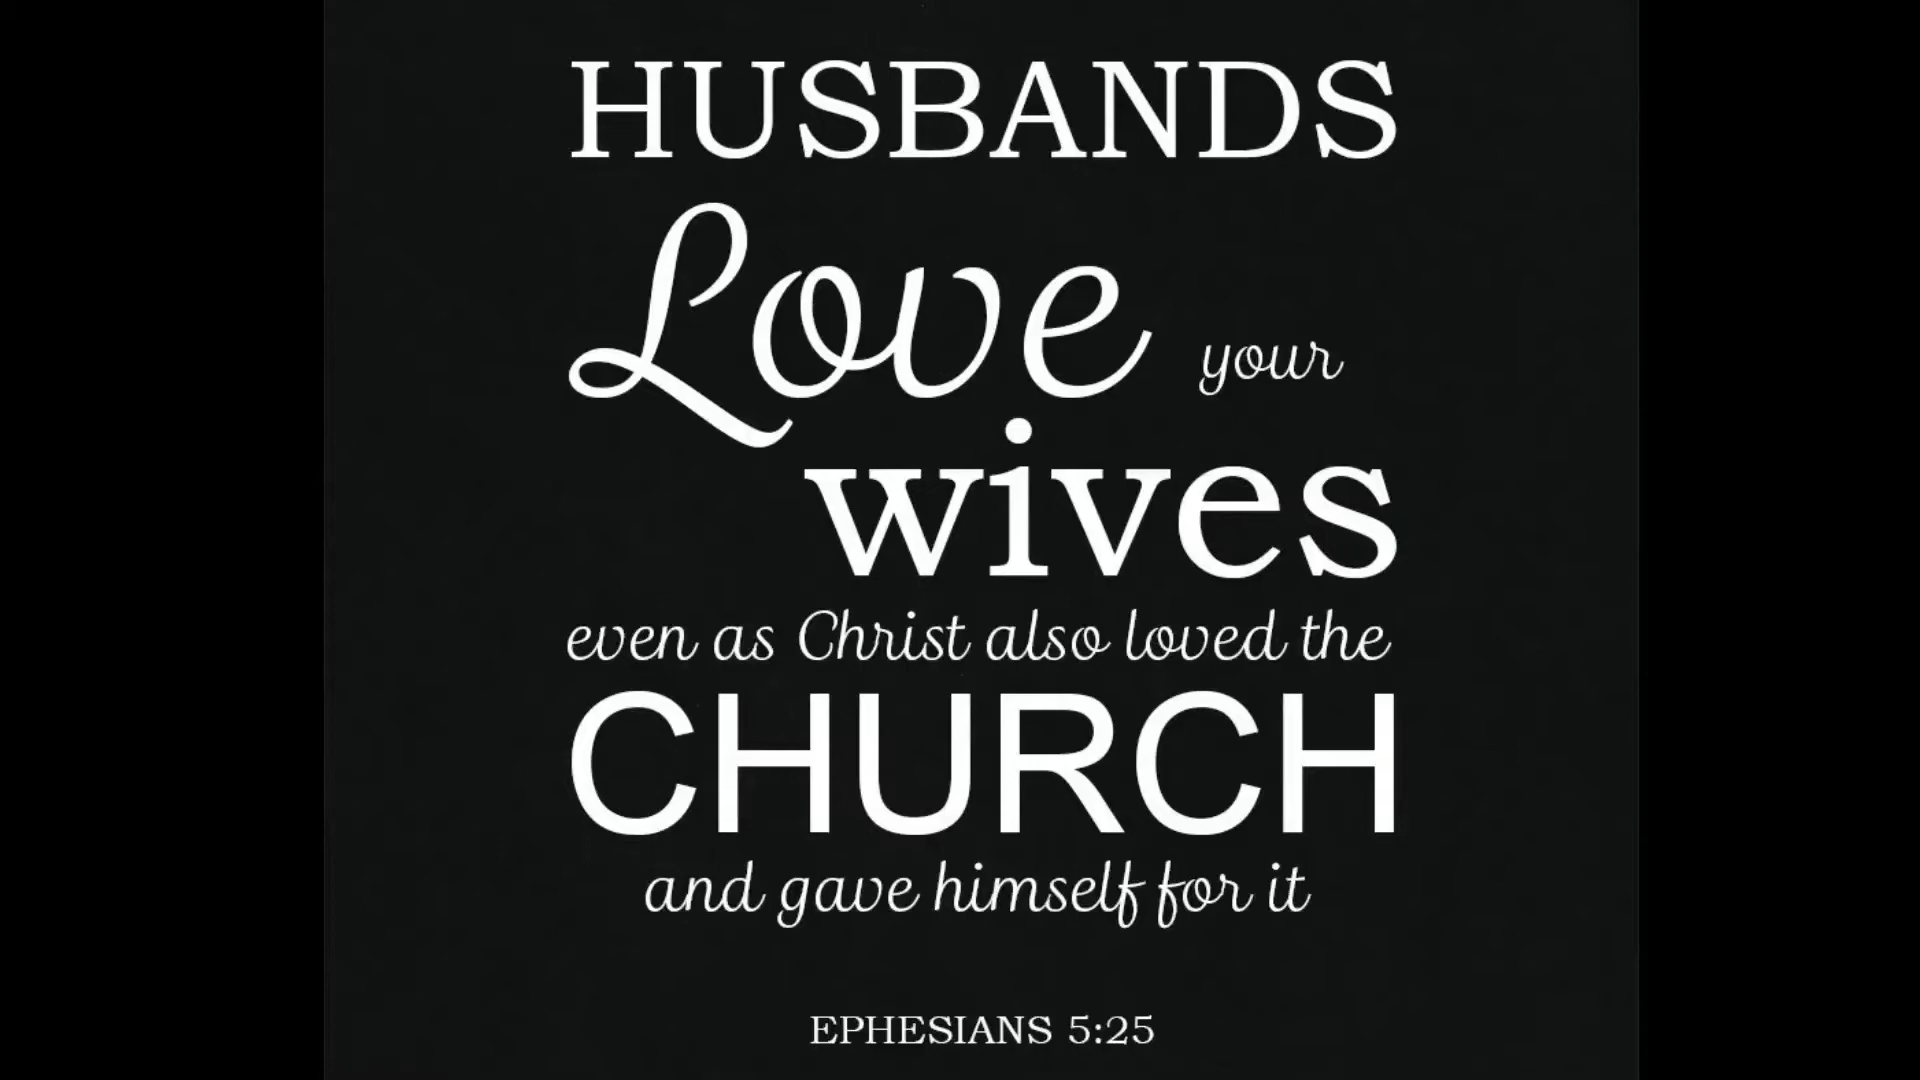 HUSBANDS
Love your
wives
even as Christ also loved the
CHURCH
and gave himself for it
EPHESIANS 5:25